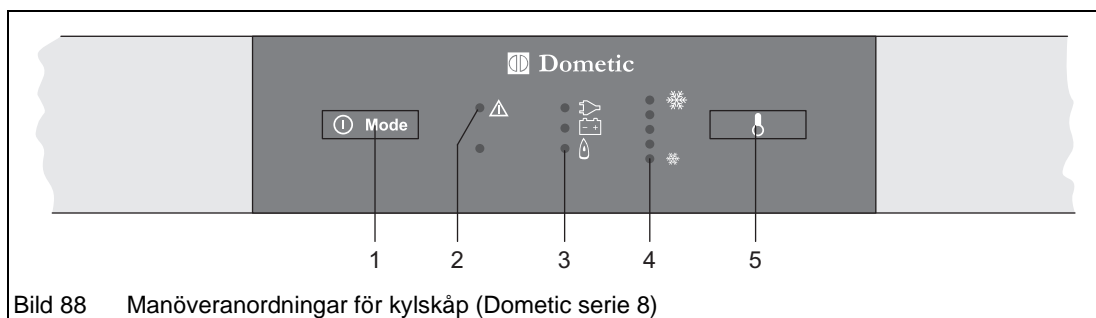 Dometic
Mode
1 2 3 4 5
Bild 88 Manöveranordningar för kylskåp (Dometic serie 8)